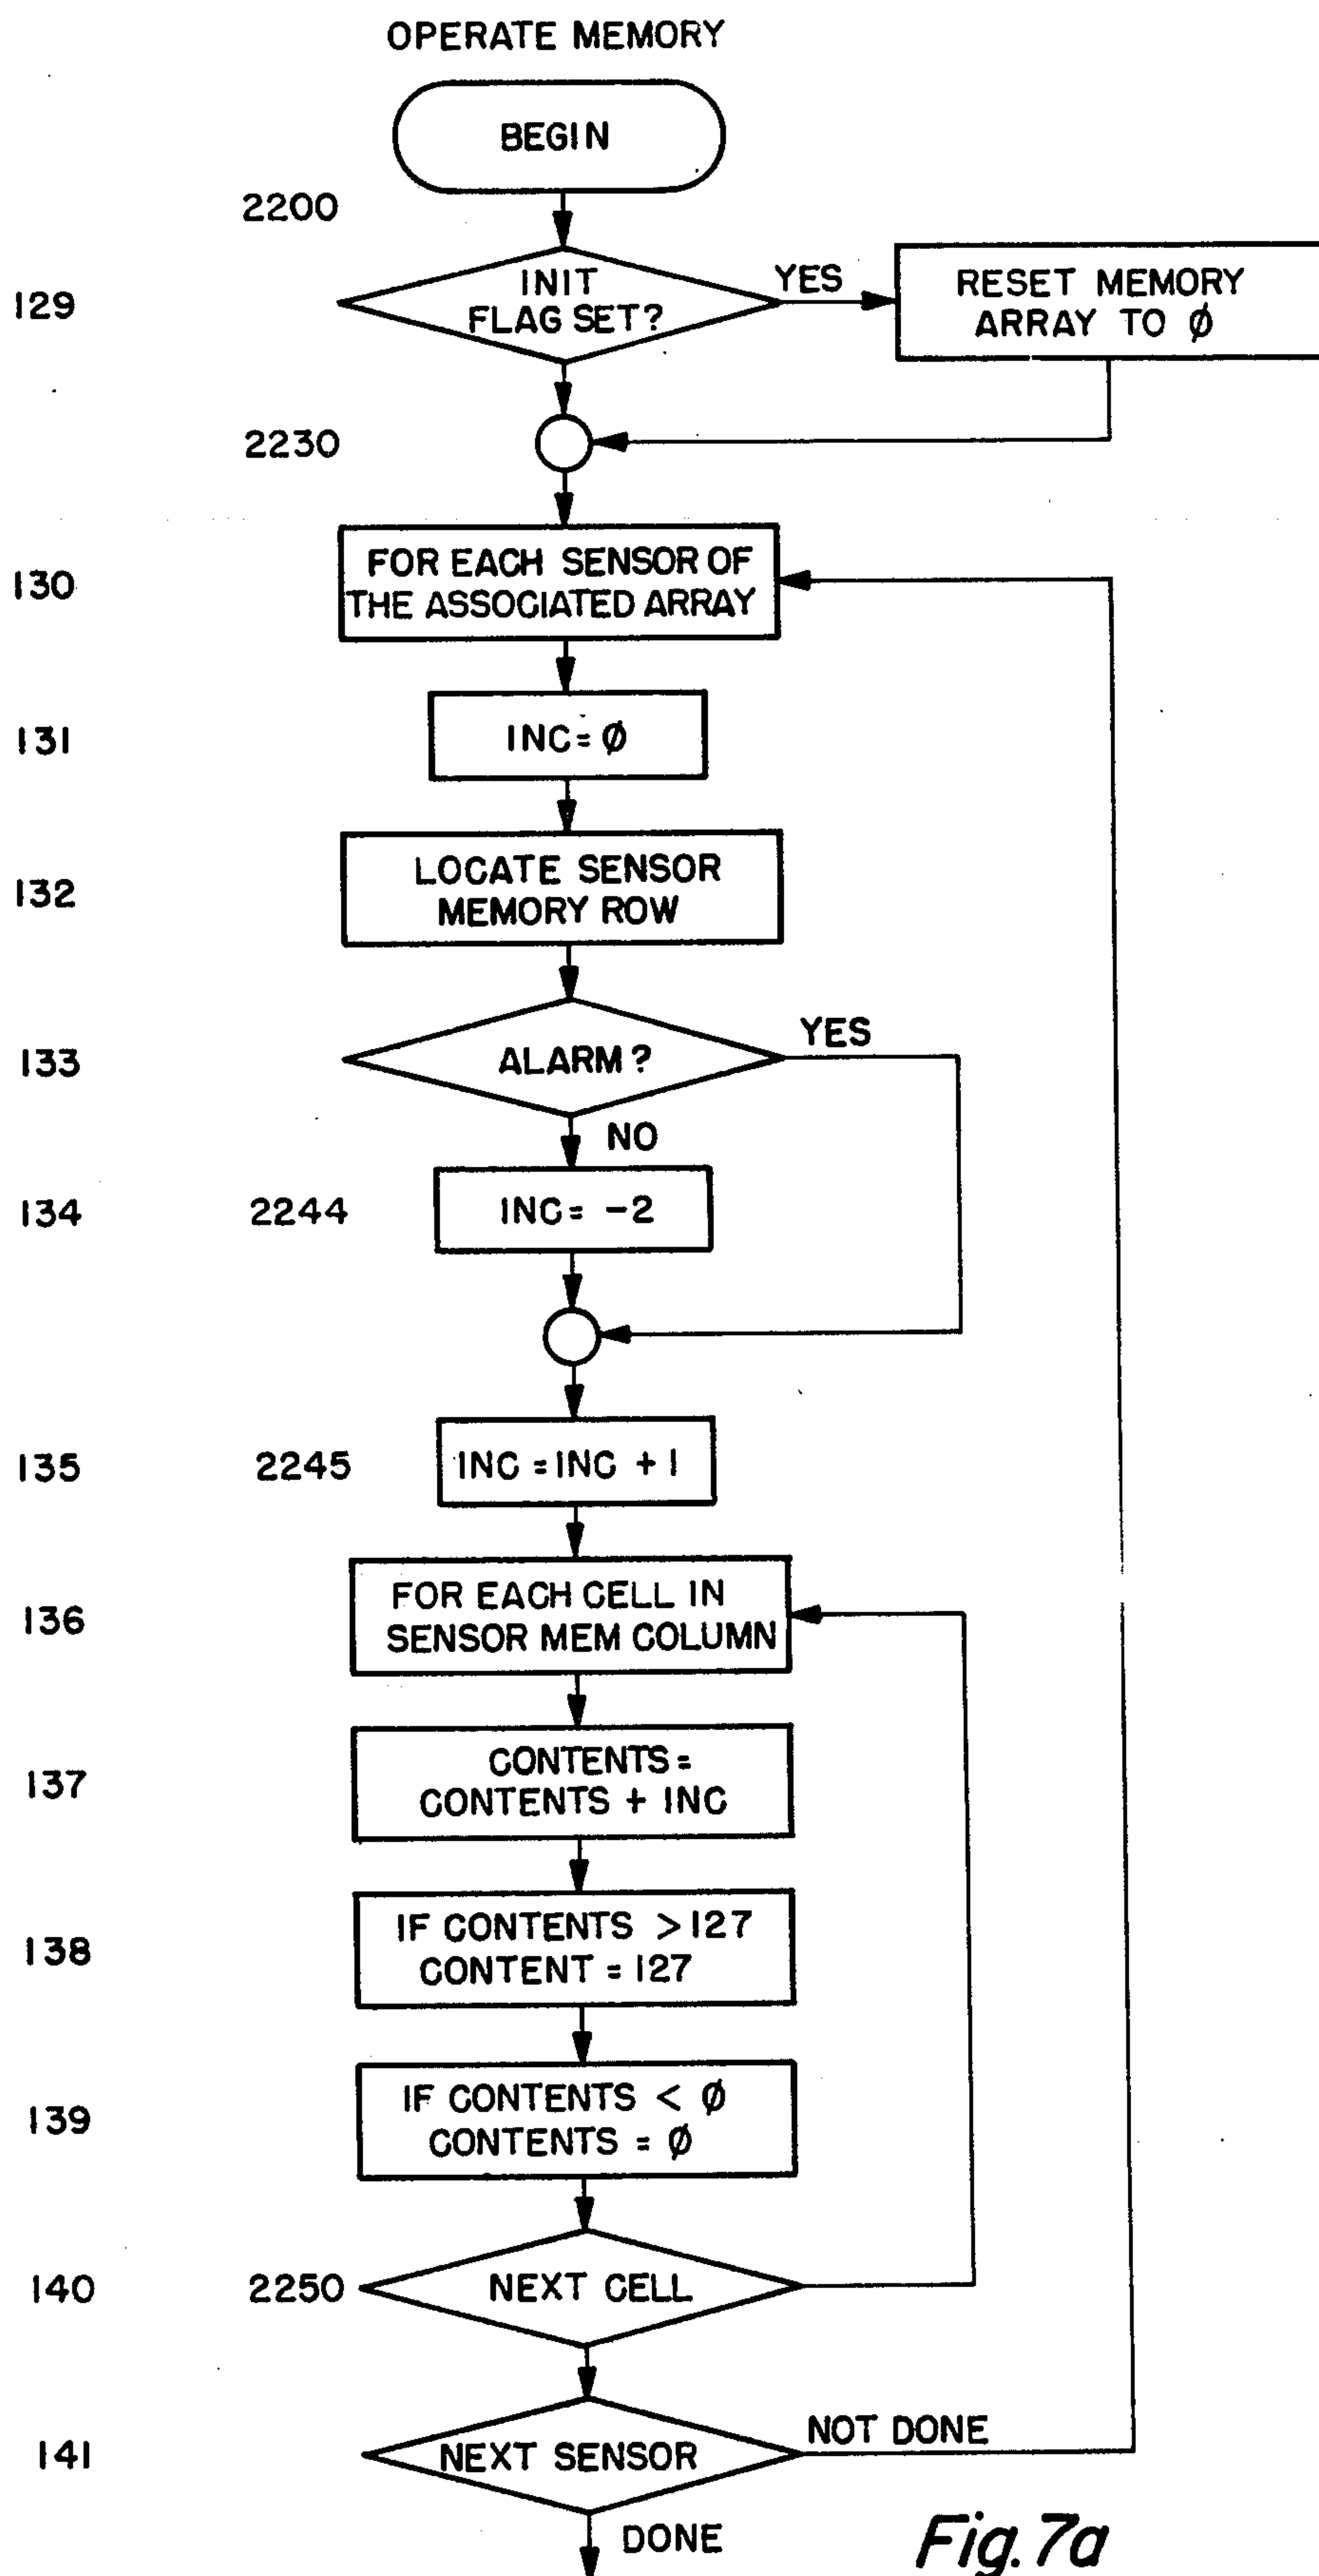 OPERATE MEMORY
BEGIN
2200
129
INIT
FLAG SET?
YES
RESET MEMORY
ARRAY TO Ø
2230
130
FOR EACH SENSOR OF
THE ASSOCIATED ARRAY
131
INC = Ø
132
LOCATE SENSOR
MEMORY ROW
133
ALARM?
YES
NO
134
2244
INC = -2
135
2245
INC = INC + 1
136
FOR EACH CELL IN
SENSOR MEM COLUMN
137
CONTENTS =
CONTENTS + INC
138
IF CONTENTS >127
CONTENT = 127
139
IF CONTENTS < Ø
CONTENTS = Ø
140
2250
NEXT CELL
141
NEXT SENSOR
NOT DONE
DONE
Fig. 7a